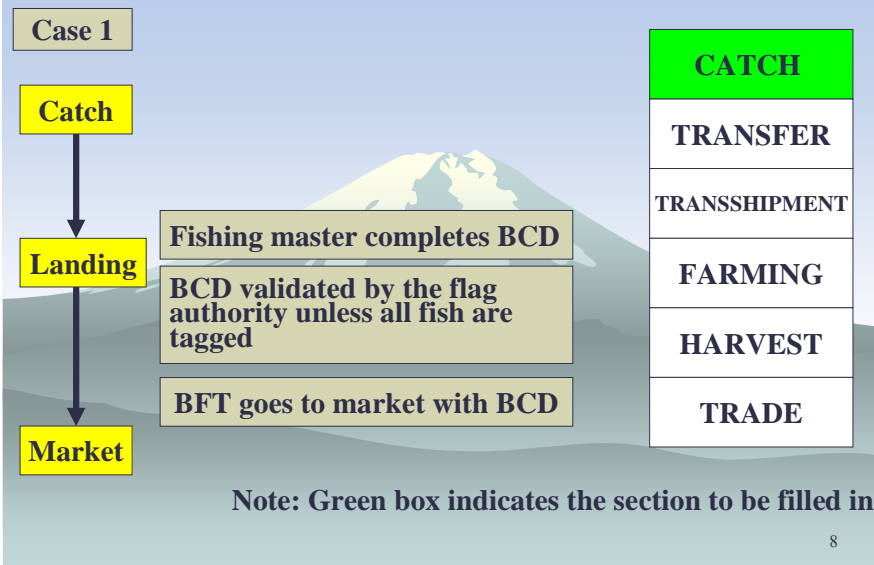 Case 1
Catch
Landing
Market
Fishing master completes BCD
BCD validated by the flag
authority unless all fish are
tagged
BFT goes to market with BCD
CATCH
TRANSFER
TRANSSHIPMENT
FARMING
HARVEST
TRADE
Note: Green box indicates the section to be filled in
8